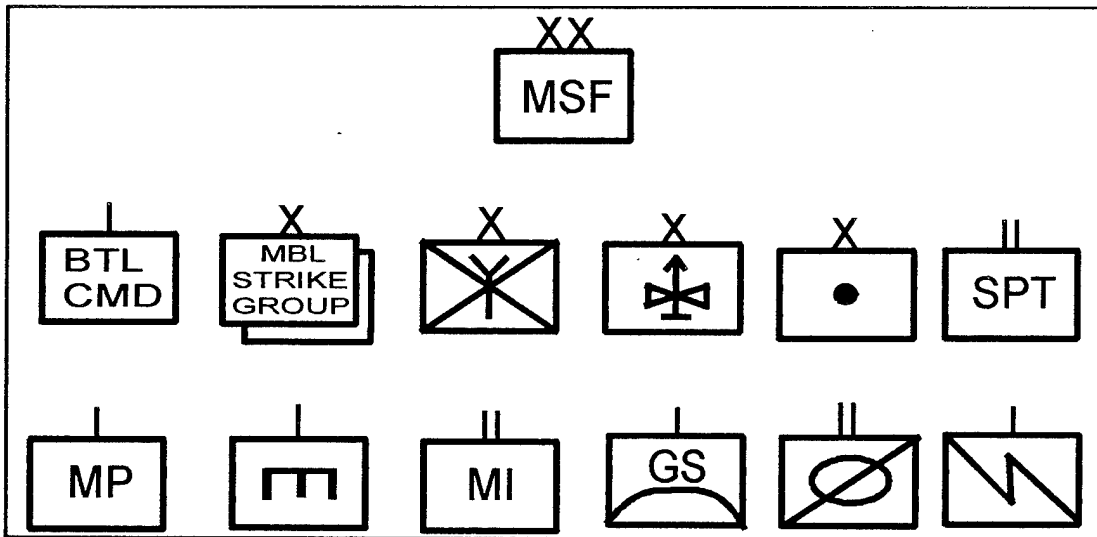 XX
MSF
I
BTL
CMD
X
MBL
STRIKE
GROUP
X
X
X
II
SPT
I
MP
I
II
MI
I
GS
II
I